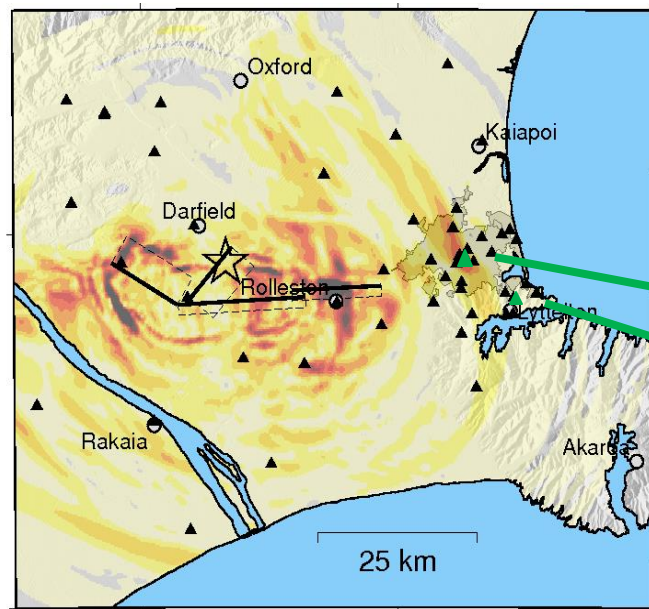 Oxford
Kaiapoi
Darfield
Rolleston
Lyttelton
Rakaia
Akaroa
25 km